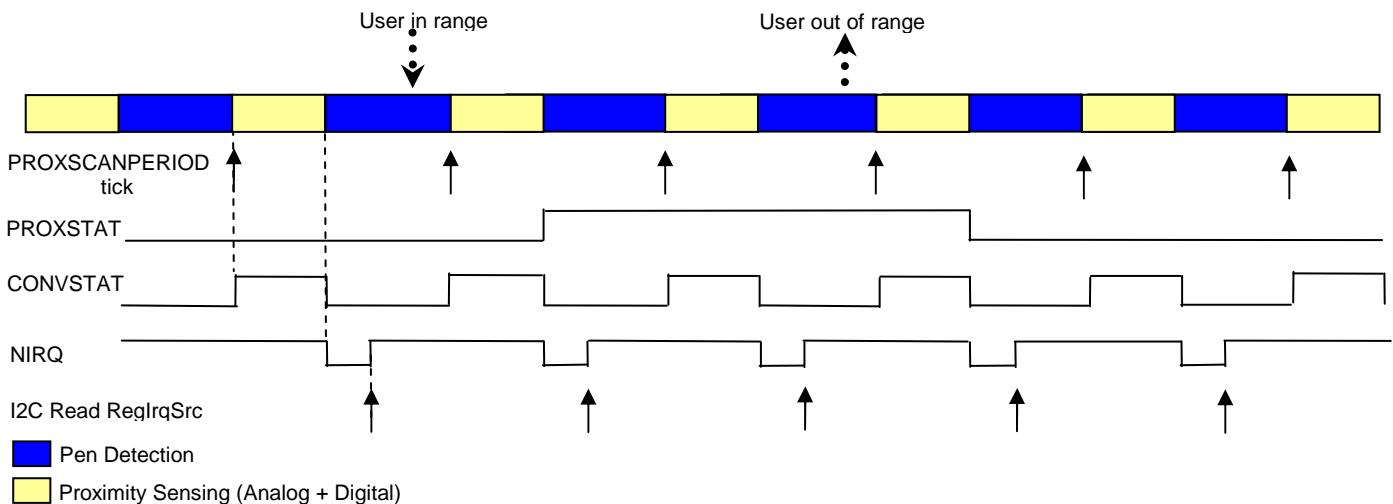 User in range
User out of range
PROXSCANPERIOD
tick
PROXSTAT
CONVSTAT
NIRQ
I2C Read RegIrqSrc
Pen Detection
Proximity Sensing (Analog + Digital)